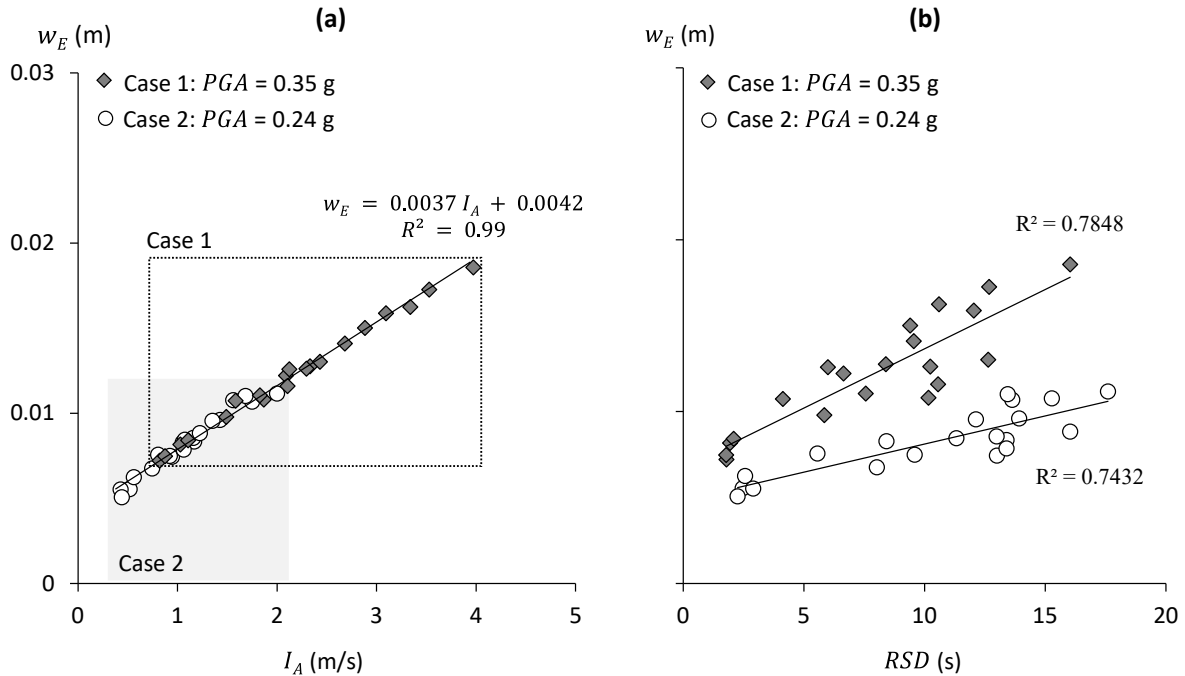 (a)
w_E (m)
0.03
Case 1: PGA = 0.35 g
Case 2: PGA = 0.24 g
w_E = 0.0037 I_A + 0.0042
R² = 0.99
0.02
Case 1
0.01
Case 2
0
0 1 2 3 4 5
I_A (m/s)
(b)
w_E (m)
Case 1: PGA = 0.35 g
Case 2: PGA = 0.24 g
R² = 0.7848
R² = 0.7432
0 5 10 15 20
RSD (s)